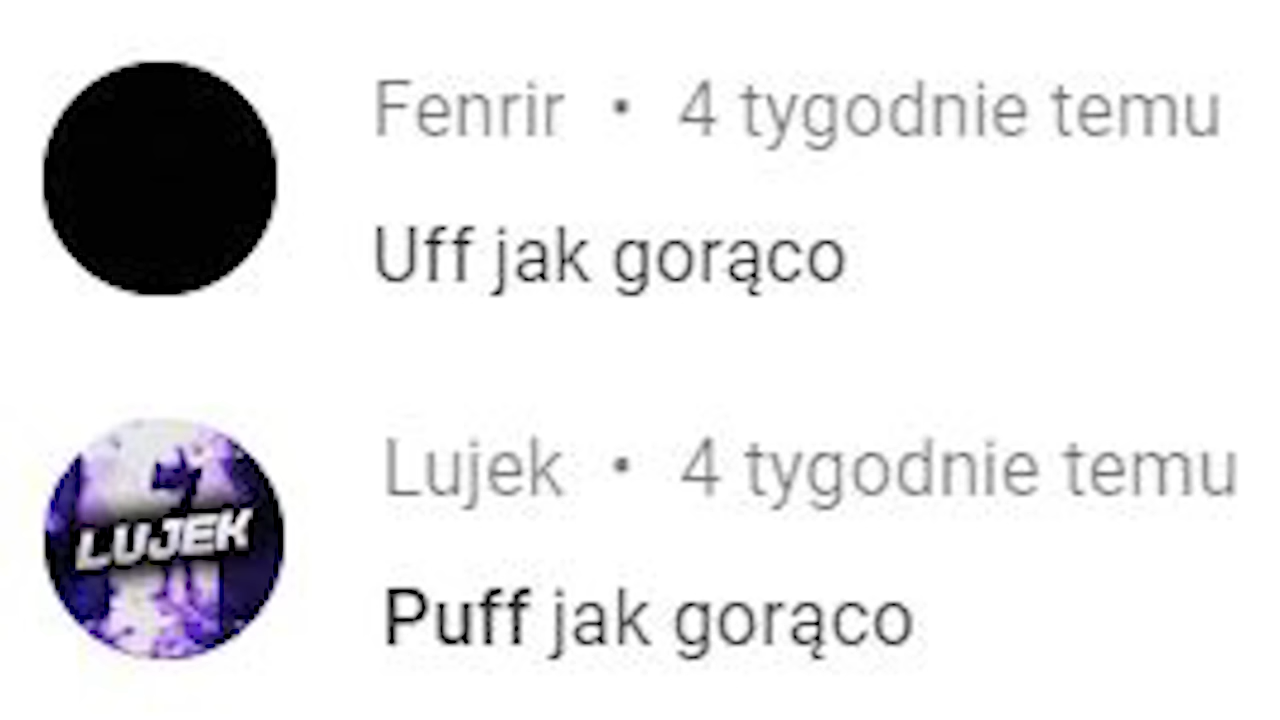 Fenrir • 4 tygodnie temu
Uff jak gorąco
LUJEK
Lujek • 4 tygodnie temu
Puff jak gorąco